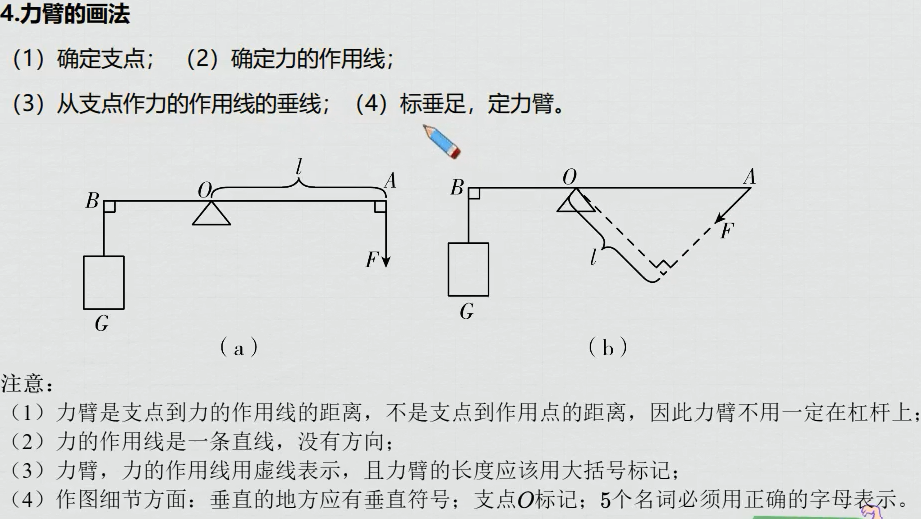 4.力臂的画法
（1）确定支点； （2）确定力的作用线；
（3）从支点作力的作用线的垂线；（4）标垂足，定力臂。
B O l A
F
G
（a）
B O A
F
l
G
（b）
注意：
（1）力臂是支点到力的作用线的距离，不是支点到作用点的距离，因此力臂不用一定在杠杆上；
（2）力的作用线是一条直线，没有方向；
（3）力臂，力的作用线用虚线表示，且力臂的长度应该用大括号标记；
（4）作图细节方面：垂直的地方应有垂直符号；支点O标记；5个名词必须用正确的字母表示。